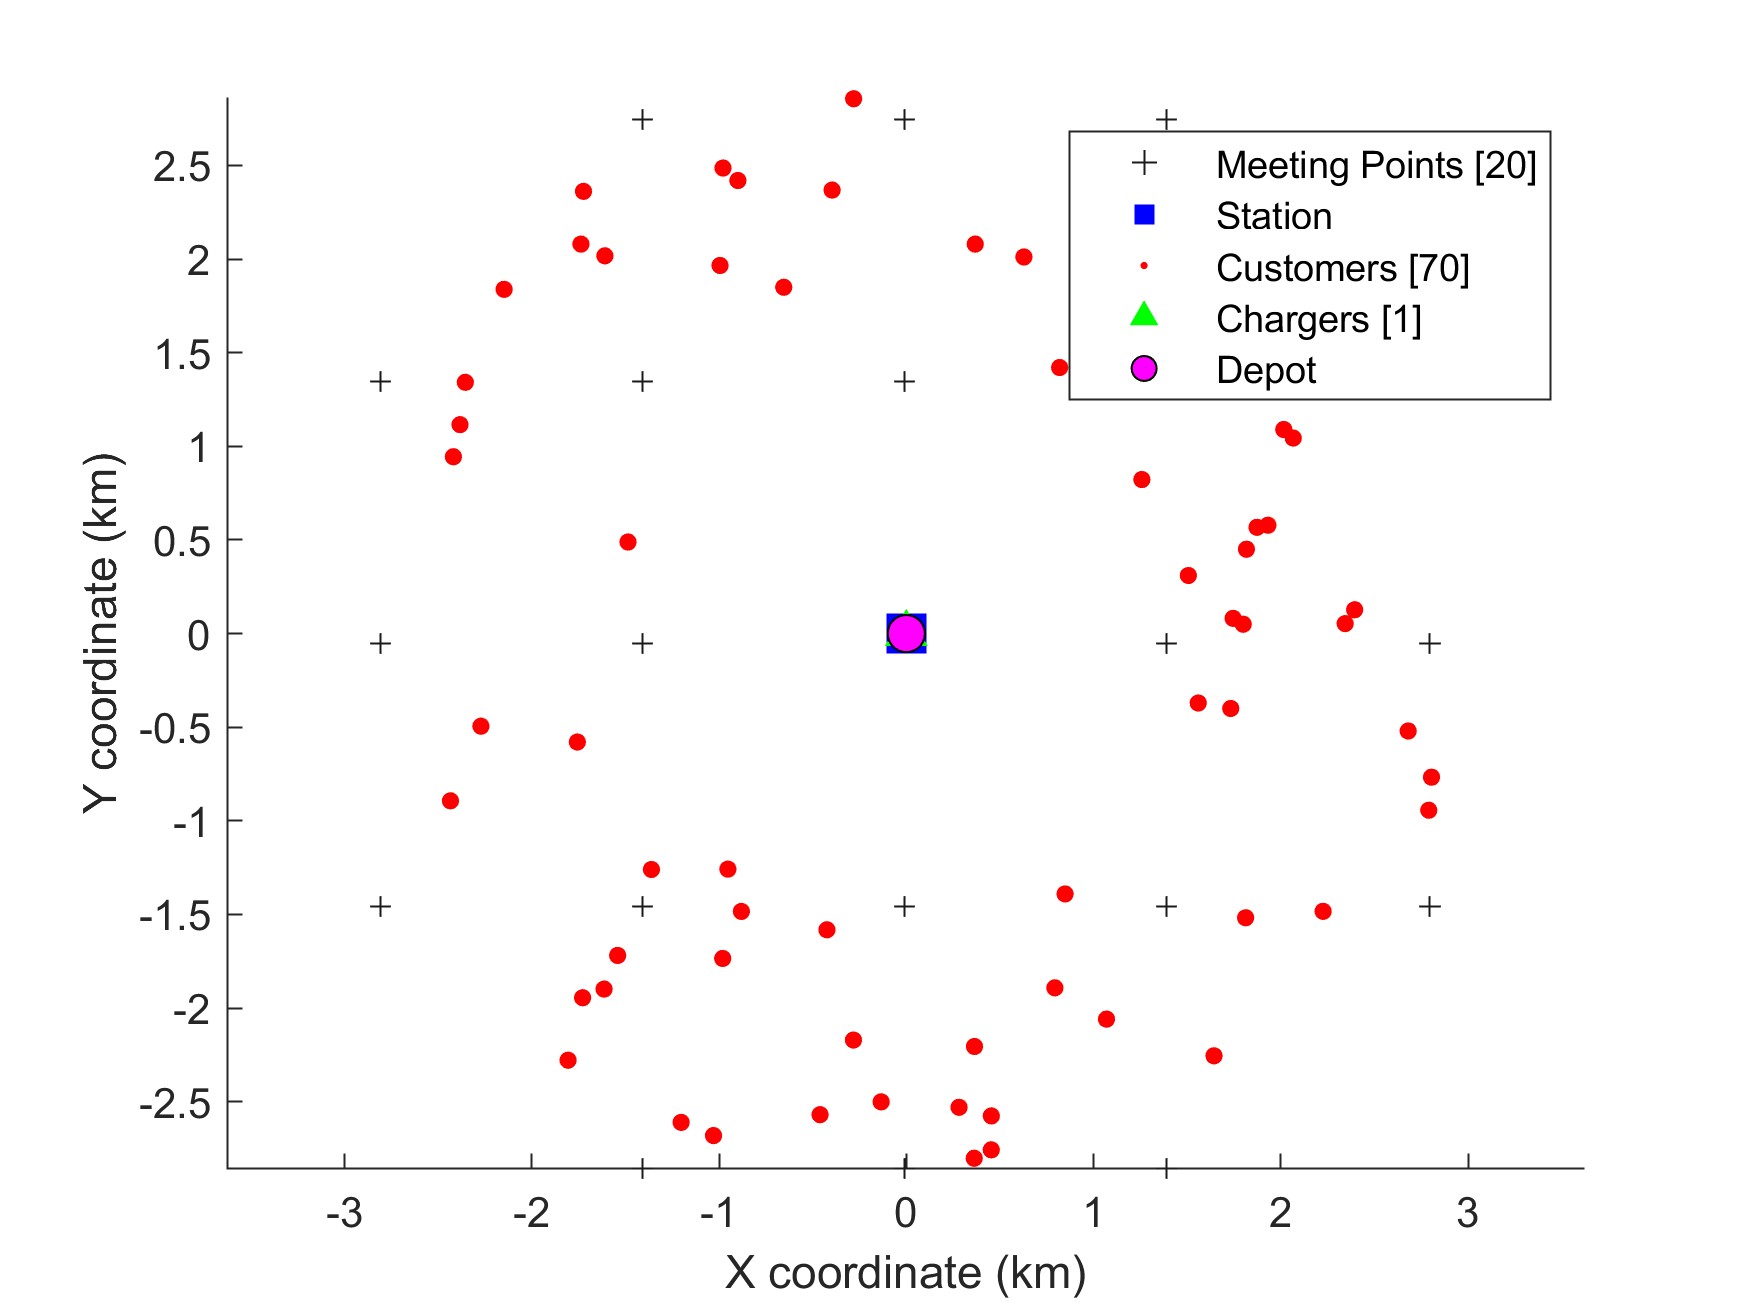 2.5
2
1.5
1
0.5
0
-0.5
-1
-1.5
-2
-2.5
Y coordinate (km)
Meeting Points [20]
Station
Customers [70]
Chargers [1]
Depot
-3 -2 -1 0 1 2 3
X coordinate (km)